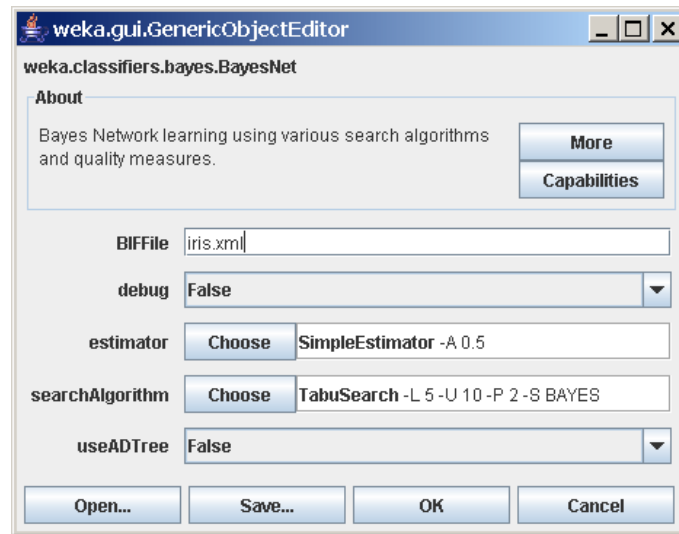 weka.gui.GenericObjectEditor
weka.classifiers.bayes.BayesNet
About
Bayes Network learning using various search algorithms
and quality measures.
More
Capabilities
BIFFile iris.xml
debug False
estimator Choose SimpleEstimator -A 0.5
searchAlgorithm Choose TabuSearch -L 5 -U 10 -P 2 -S BAYES
useADTree False
Open... Save... OK Cancel